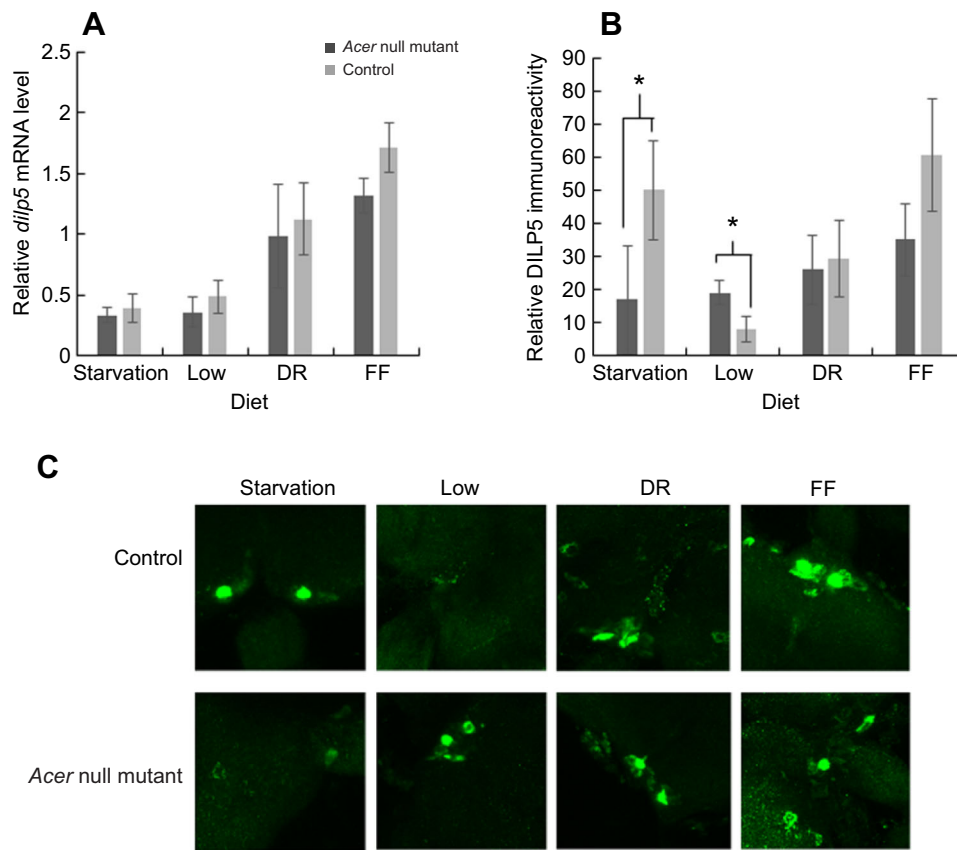 A
Relative dilp5 mRNA level
2.5
2
1.5
1
0.5
0
Acer null mutant
Control
Starvation Low DR FF
Diet
B
Relative DILP5 immunoreactivity
90
80
70
60
50
40
30
20
10
0
*
*
Starvation Low DR FF
Diet
C
Starvation Low DR FF
Control
Acer null mutant